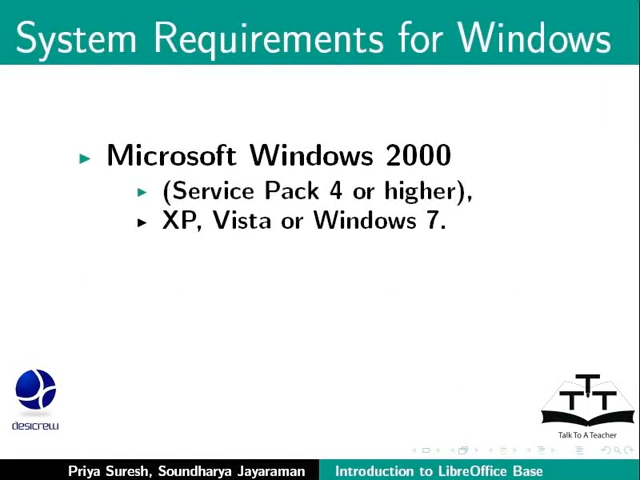 System Requirements for Windows
Microsoft Windows 2000
(Service Pack 4 or higher),
XP, Vista or Windows 7.
desicrew
T T T
Talk To A Teacher
Priya Suresh, Soundharya Jayaraman
Introduction to LibreOffice Base